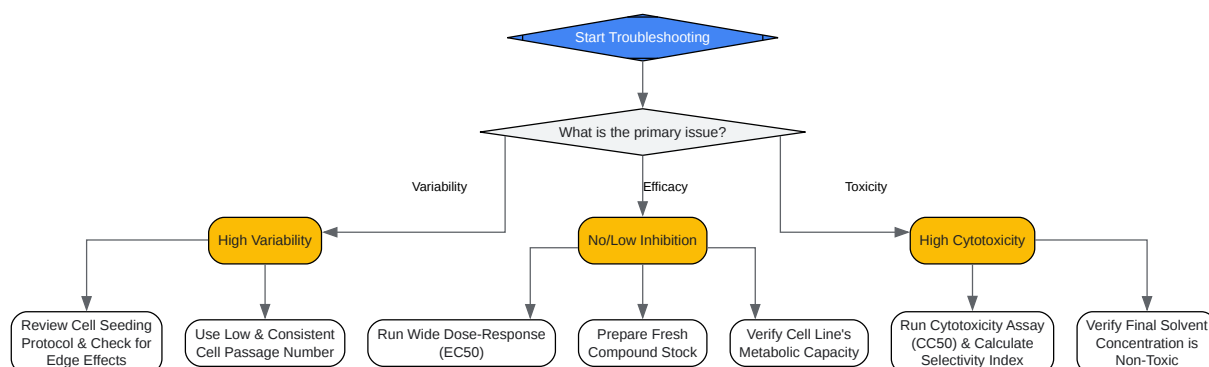 Start Troubleshooting
What is the primary issue?
Variability
Efficacy
Toxicity
High Variability
No/Low Inhibition
High Cytotoxicity
Review Cell Seeding
Protocol & Check for
Edge Effects
Use Low & Consistent
Cell Passage Number
Run Wide Dose-Response
(EC50)
Prepare Fresh
Compound Stock
Verify Cell Line's
Metabolic Capacity
Run Cytotoxicity Assay
(CC50) & Calculate
Selectivity Index
Verify Final Solvent
Concentration is
Non-Toxic